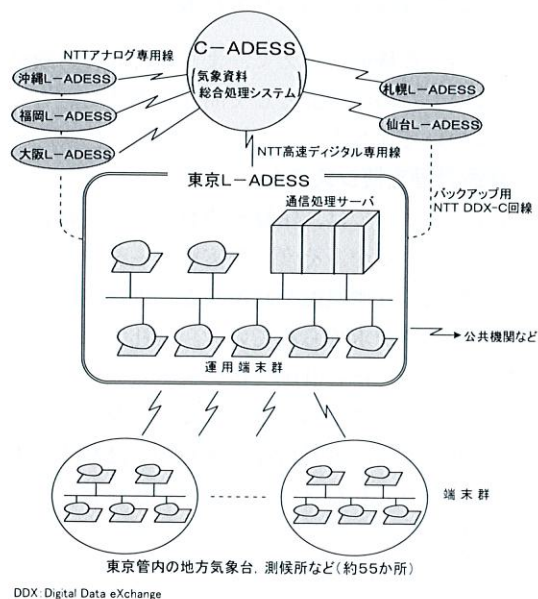 C-ADESS
(気象資料
総合処理システム)
NTTアナログ専用線
沖縄L-ADESS
福岡L-ADESS
大阪L-ADESS
札幌L-ADESS
仙台L-ADESS
NTT高速ディジタル専用線
東京L-ADESS
通信処理サーバ
バックアップ用
NTT DDX-C回線
運用端末群
公共機関など
端末群
東京管内の地方気象台，測候所など(約55か所)
DDX：Digital Data eXchange